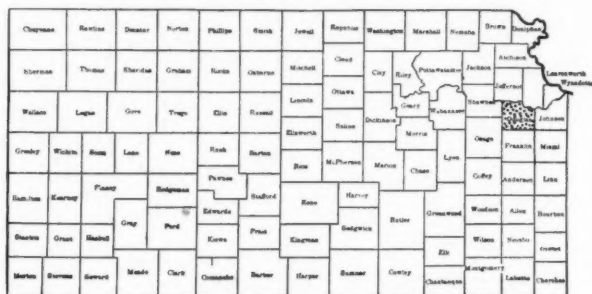 Cheyenne Rawlins Decatur Norton Phillips Smith Jewell Republic Washington Marshall Nemaha Brown Doniphan
Cloud Atchison
Sherman Thomas Sheridan Graham Rooks Osborne Mitchell Clay Riley Pottawatomie Jackson Leavenworth
Ottawa Jefferson Wyandotte
Wallace Logan Gove Trego Ellis Russell Lincoln Dickinson Geary Wabaunsee Shawnee Johnson
Ellsworth Saline Morris Osage
Greeley Wichita Scott Lane Ness Rush Barton McPherson Marion Chase Lyon Franklin Miami
Rice
Pawnee Coffey Anderson Linn
Hamilton Kearney Finney Hodgeman Stafford Reno Harvey
Edwards Butler Greenwood Woodson Allen Bourbon
Gray Ford Sedgwick
Stanton Grant Haskell Kiowa Pratt Kingman Wilson Neosho
Elk
Morton Stevens Seward Meade Clark Comanche Barber Harper Sumner Cowley Chautauqua Montgomery Labette Cherokee